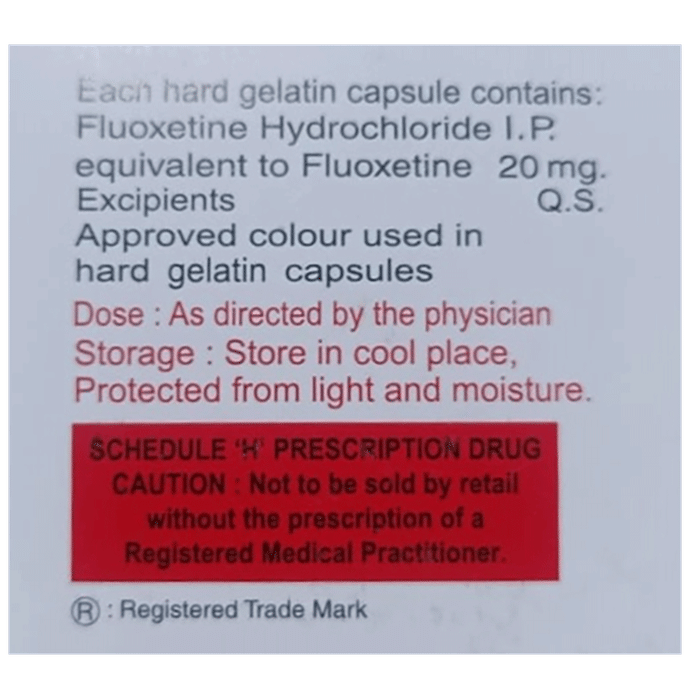 Each hard gelatin capsule contains:
Fluoxetine Hydrochloride I.P.
equivalent to Fluoxetine 20 mg.
Excipients Q.S.
Approved colour used in
hard gelatin capsules
Dose : As directed by the physician
Storage : Store in cool place,
Protected from light and moisture.
SCHEDULE 'H' PRESCRIPTION DRUG
CAUTION : Not to be sold by retail
without the prescription of a
Registered Medical Practitioner.
® : Registered Trade Mark